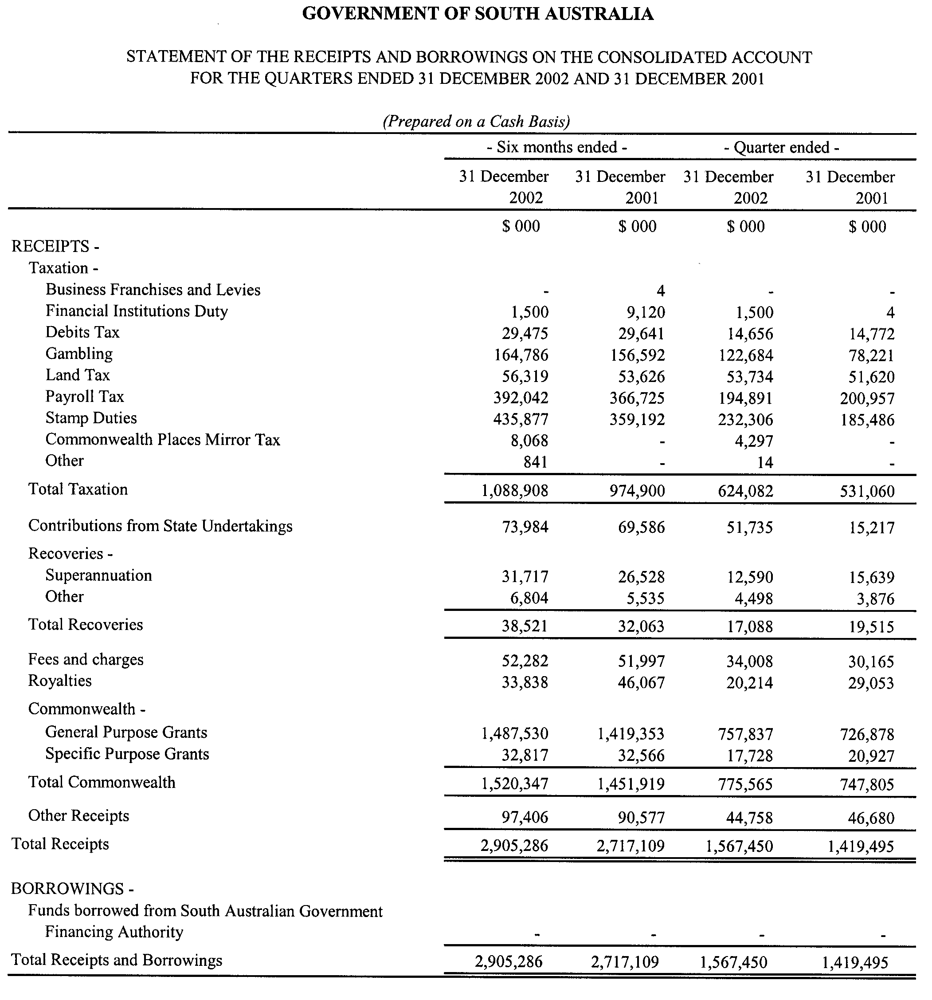 GOVERNMENT OF SOUTH AUSTRALIA
STATEMENT OF THE RECEIPTS AND BORROWINGS ON THE CONSOLIDATED ACCOUNT
FOR THE QUARTERS ENDED 31 DECEMBER 2002 AND 31 DECEMBER 2001
(Prepared on a Cash Basis)
- Six months ended - - Quarter ended -
31 December 31 December 31 December 31 December
2002 2001 2002 2001
$ 000 $ 000 $ 000 $ 000
RECEIPTS -
Taxation -
Business Franchises and Levies - 4 - -
Financial Institutions Duty 1,500 9,120 1,500 4
Debits Tax 29,475 29,641 14,656 14,772
Gambling 164,786 156,592 122,684 78,221
Land Tax 56,319 53,626 53,734 51,620
Payroll Tax 392,042 366,725 194,891 200,957
Stamp Duties 435,877 359,192 232,306 185,486
Commonwealth Places Mirror Tax 8,068 - 4,297 -
Other 841 - 14 -
Total Taxation 1,088,908 974,900 624,082 531,060
Contributions from State Undertakings 73,984 69,586 51,735 15,217
Recoveries -
Superannuation 31,717 26,528 12,590 15,639
Other 6,804 5,535 4,498 3,876
Total Recoveries 38,521 32,063 17,088 19,515
Fees and charges 52,282 51,997 34,008 30,165
Royalties 33,838 46,067 20,214 29,053
Commonwealth -
General Purpose Grants 1,487,530 1,419,353 757,837 726,878
Specific Purpose Grants 32,817 32,566 17,728 20,927
Total Commonwealth 1,520,347 1,451,919 775,565 747,805
Other Receipts 97,406 90,577 44,758 46,680
Total Receipts 2,905,286 2,717,109 1,567,450 1,419,495
BORROWINGS -
Funds borrowed from South Australian Government
Financing Authority - - - -
Total Receipts and Borrowings 2,905,286 2,717,109 1,567,450 1,419,495